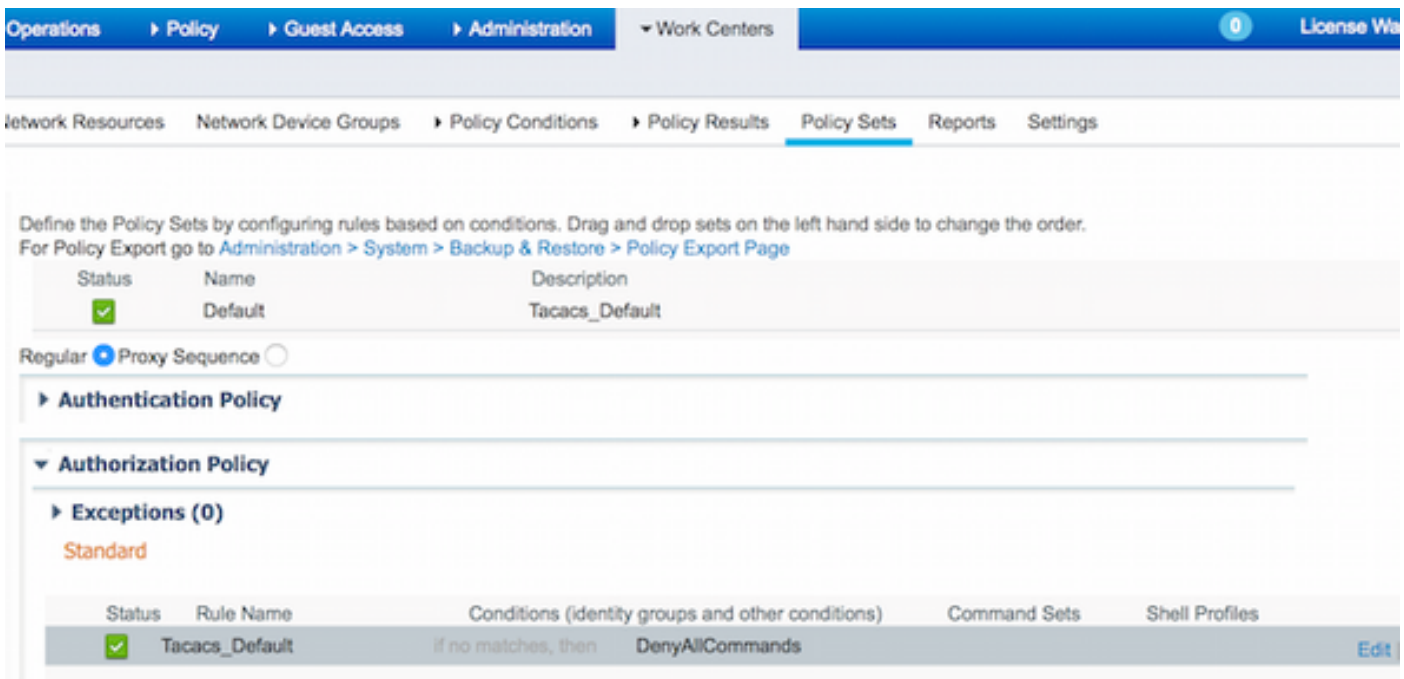 Operations Policy Guest Access Administration Work Centers 0 License Wa
Network Resources Network Device Groups Policy Conditions Policy Results Policy Sets Reports Settings
Define the Policy Sets by configuring rules based on conditions. Drag and drop sets on the left hand side to change the order.
For Policy Export go to Administration > System > Backup & Restore > Policy Export Page
Status Name Description
Default Tacacs_Default
Regular Proxy Sequence
Authentication Policy
Authorization Policy
Exceptions (0)
Standard
Status Rule Name Conditions (identity groups and other conditions) Command Sets Shell Profiles
Tacacs_Default if no matches, then DenyAllCommands Edit |